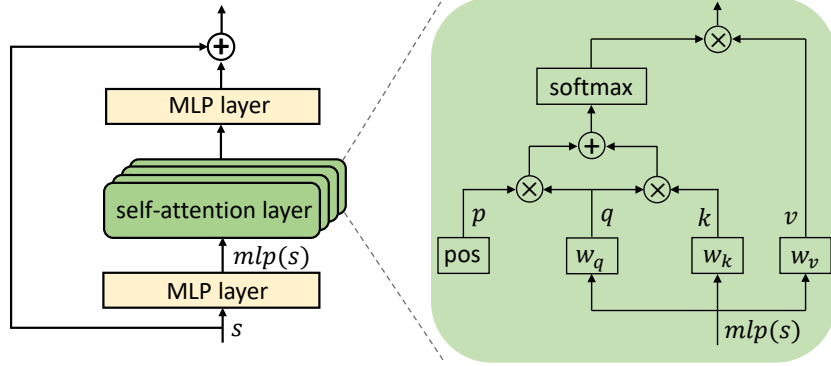 MLP layer
self-attention layer
mlp(s)
MLP layer
s
softmax
p
q
k
v
pos
w_q
w_k
w_v
mlp(s)